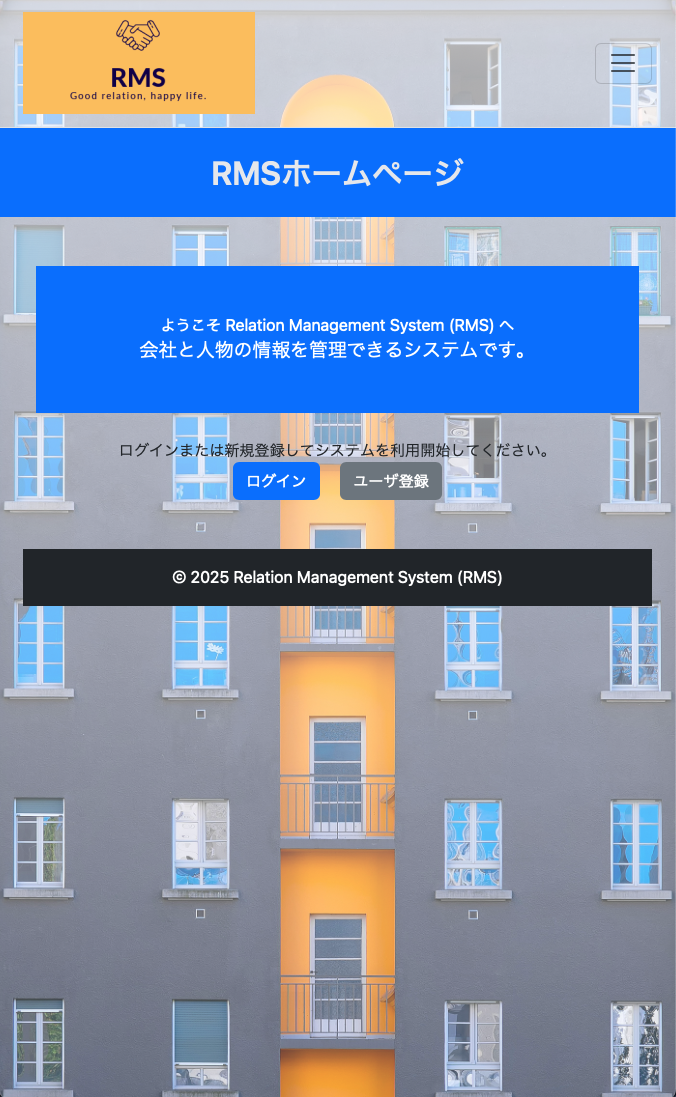 RMS
Good relation, happy life.
RMSホームページ
ようこそ Relation Management System (RMS) へ
会社と人物の情報を管理できるシステムです。
ログインまたは新規登録してシステムを利用開始してください。
ログイン ユーザ登録
© 2025 Relation Management System (RMS)